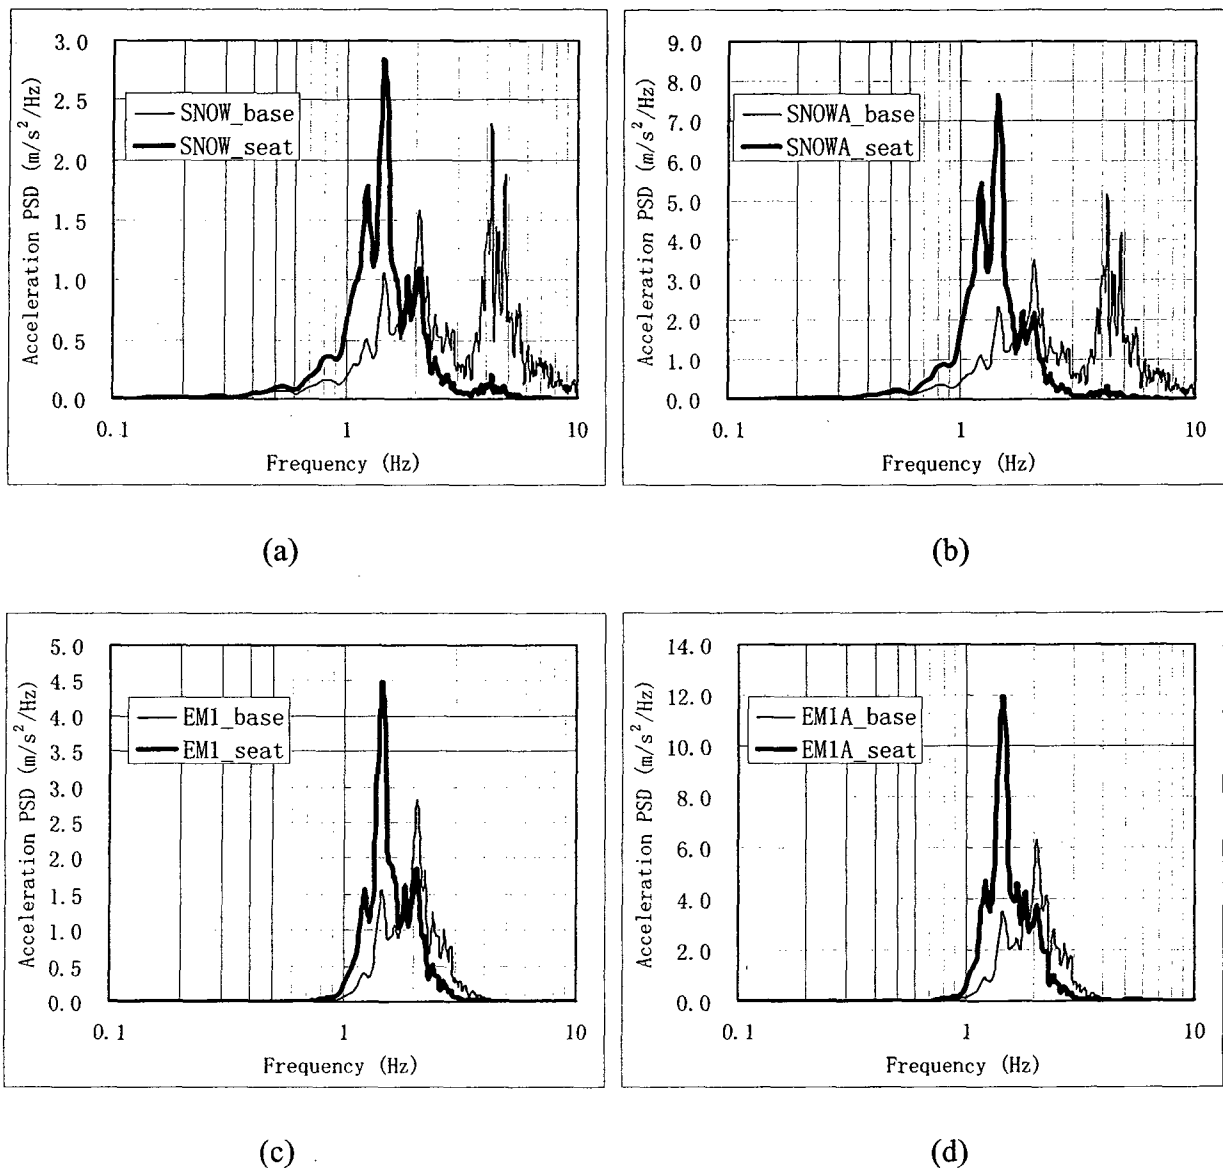 3.0
2.5
2.0
1.5
1.0
0.5
0.0
Acceleration PSD (m/s²/Hz)
SNOW_base
SNOW_seat
0.1 1 10
Frequency (Hz)
(a)
9.0
8.0
7.0
6.0
5.0
4.0
3.0
2.0
1.0
0.0
Acceleration PSD (m/s²/Hz)
SNOWA_base
SNOWA_seat
0.1 1 10
Frequency (Hz)
(b)
5.0
4.5
4.0
3.5
3.0
2.5
2.0
1.5
1.0
0.5
0.0
Acceleration PSD (m/s²/Hz)
EM1_base
EM1_seat
0.1 1 10
Frequency (Hz)
(c)
14.0
12.0
10.0
8.0
6.0
4.0
2.0
0.0
Acceleration PSD (m/s²/Hz)
EM1A_base
EM1A_seat
0.1 1 10
Frequency (Hz)
(d)